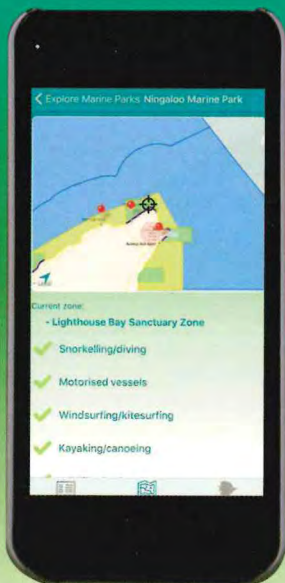 Explore Marine Parks Ningaloo Marine Park
Current zone:
- Lighthouse Bay Sanctuary Zone
Snorkelling/diving
Motorised vessels
Windsurfing/kitesurfing
Kayaking/canoeing